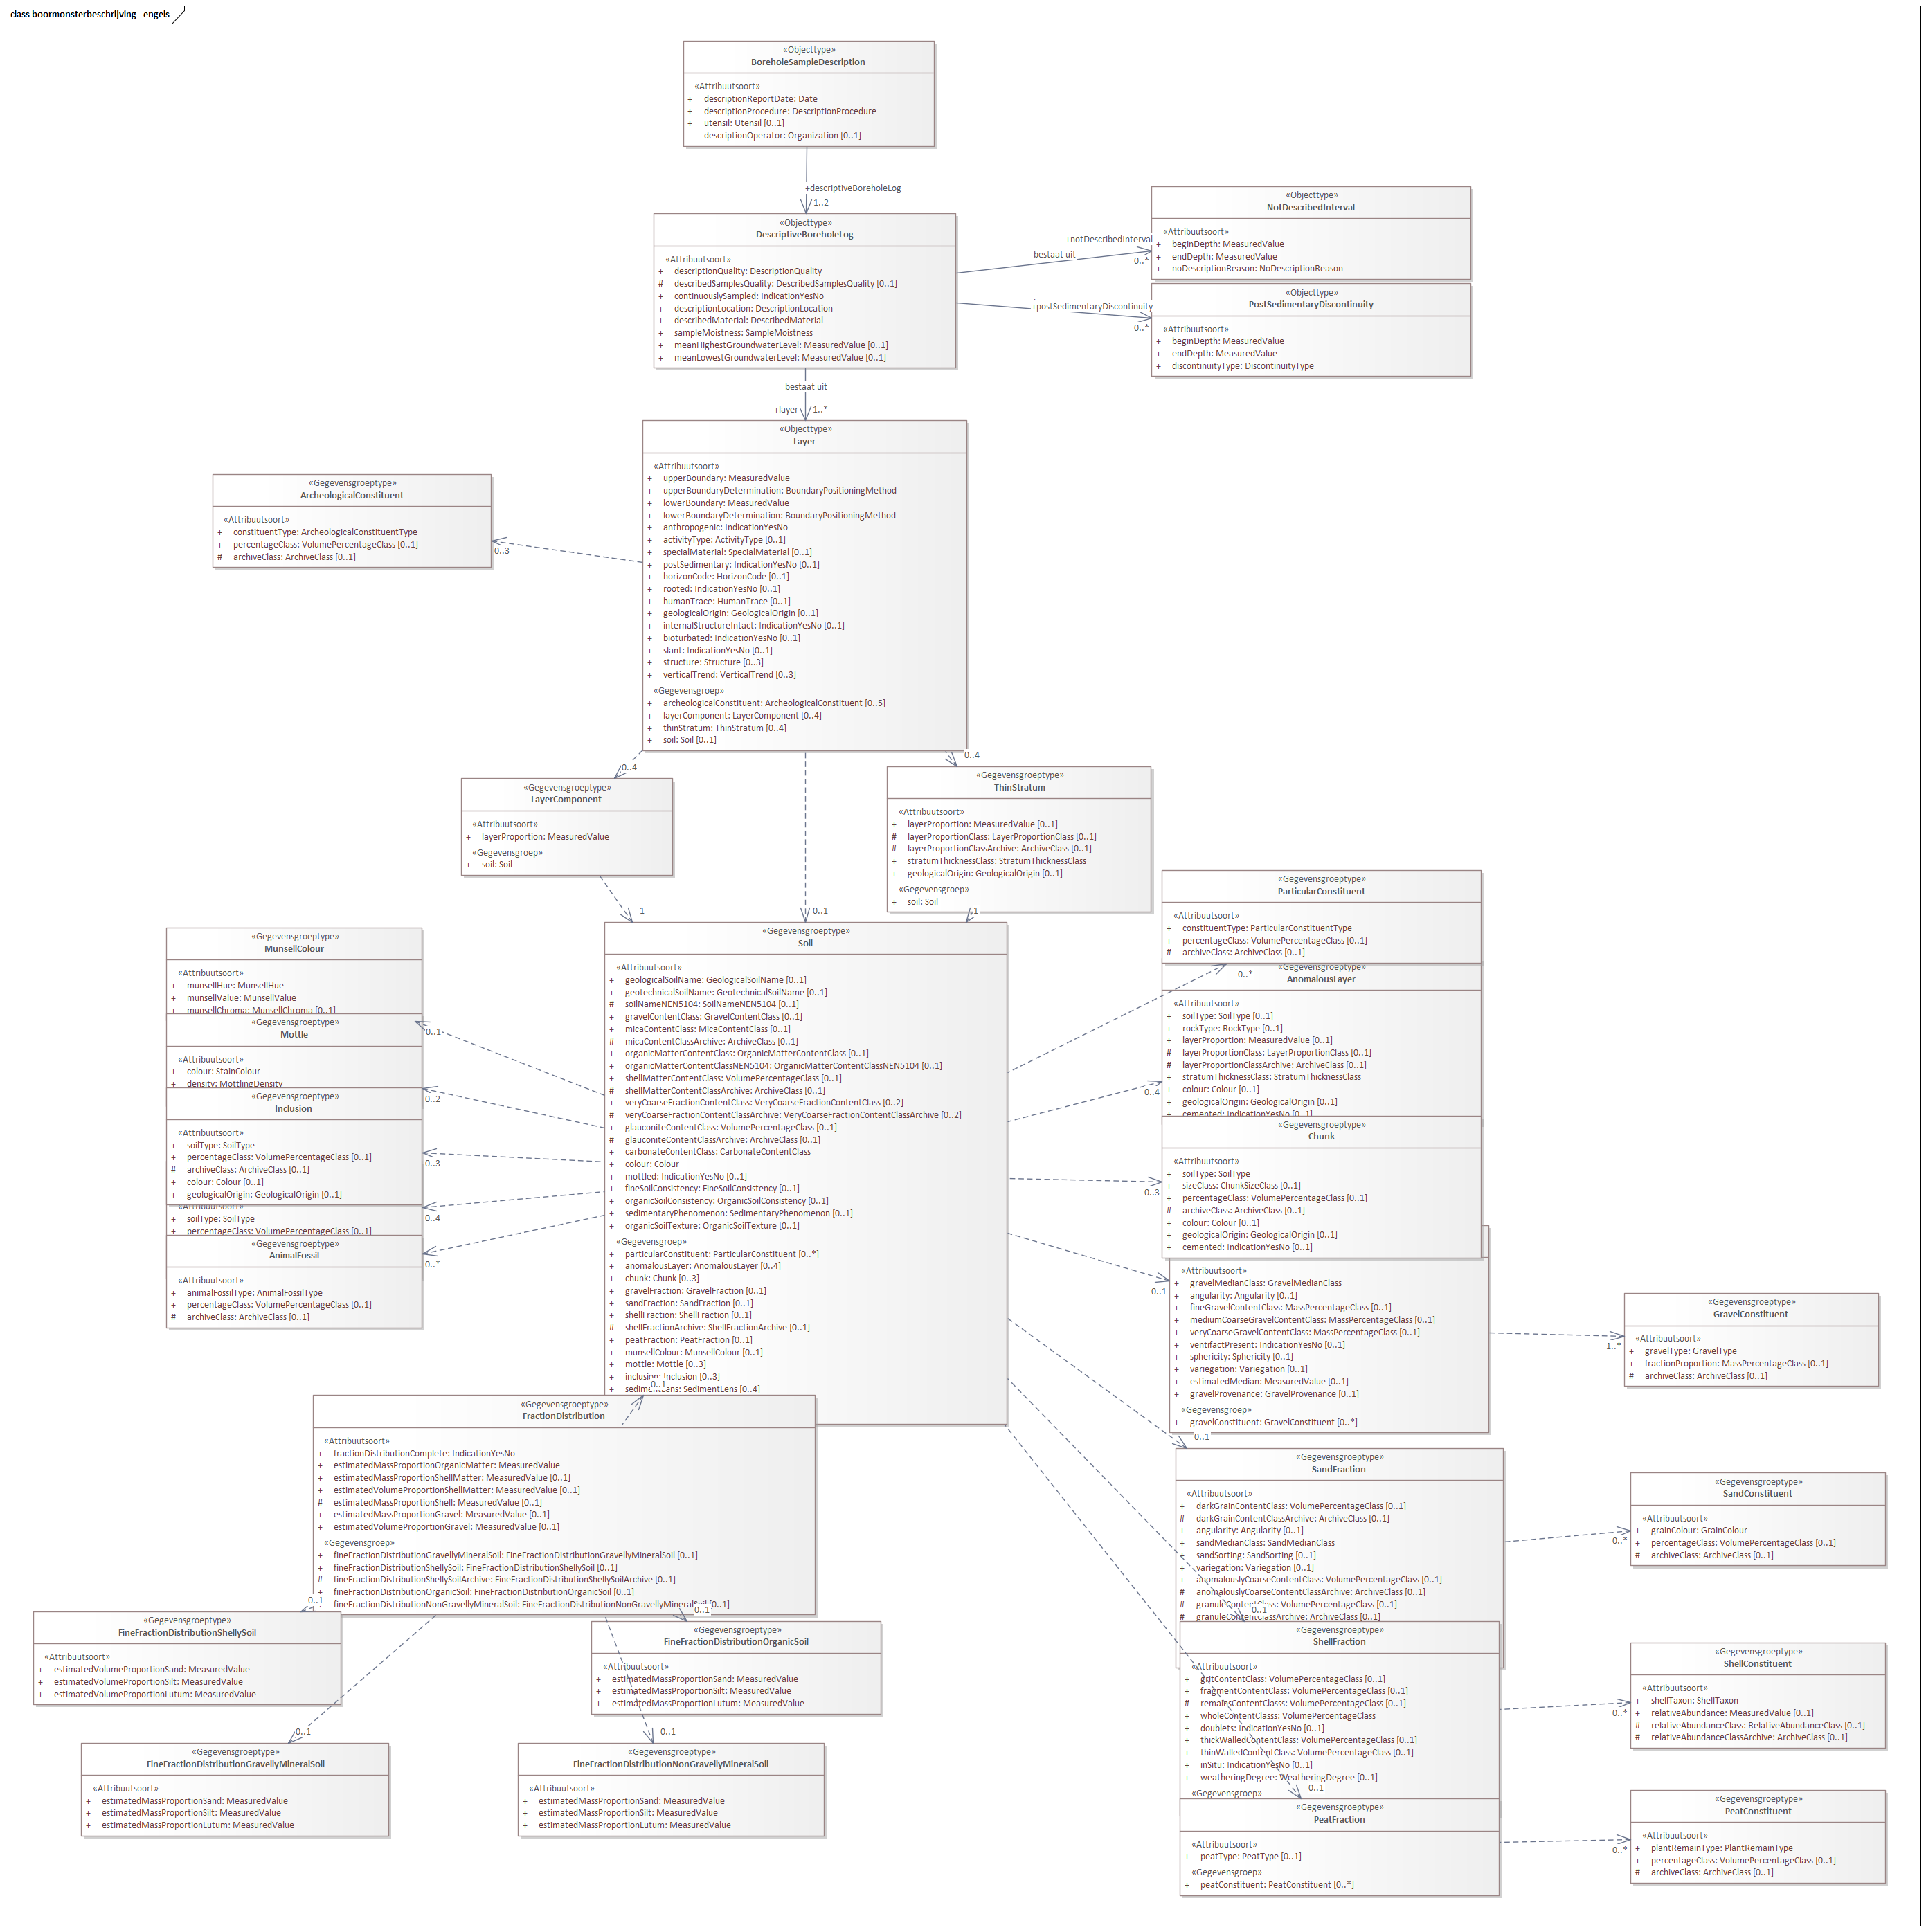 class boormonsterbeschrijving - engels
«Objecttype»
BoreholeSampleDescription
«Attribuutsoort»
+ descriptionReportDate: Date
+ descriptionProcedure: DescriptionProcedure
+ utensil: Utensil [0..1]
- descriptionOperator: Organization [0..1]
+descriptiveBoreholeLog
1..2
«Objecttype»
DescriptiveBoreholeLog
«Attribuutsoort»
+ descriptionQuality: DescriptionQuality
# describedSamplesQuality: DescribedSamplesQuality [0..1]
+ continuouslySampled: IndicationYesNo
+ descriptionLocation: DescriptionLocation
+ describedMaterial: DescribedMaterial
+ sampleMoistness: SampleMoistness
+ meanHighestGroundwaterLevel: MeasuredValue [0..1]
+ meanLowestGroundwaterLevel: MeasuredValue [0..1]
+notDescribedInterval
bestaat uit
0..*
«Objecttype»
NotDescribedInterval
«Attribuutsoort»
+ beginDepth: MeasuredValue
+ endDepth: MeasuredValue
+ noDescriptionReason: NoDescriptionReason
+postSedimentaryDiscontinuity
0..*
«Objecttype»
PostSedimentaryDiscontinuity
«Attribuutsoort»
+ beginDepth: MeasuredValue
+ endDepth: MeasuredValue
+ discontinuityType: DiscontinuityType
bestaat uit
+layer
1..*
«Objecttype»
Layer
«Attribuutsoort»
+ upperBoundary: MeasuredValue
+ upperBoundaryDetermination: BoundaryPositioningMethod
+ lowerBoundary: MeasuredValue
+ lowerBoundaryDetermination: BoundaryPositioningMethod
+ anthropogenic: IndicationYesNo
+ activityType: ActivityType [0..1]
+ specialMaterial: SpecialMaterial [0..1]
+ postSedimentary: IndicationYesNo [0..1]
+ horizonCode: HorizonCode [0..1]
+ rooted: IndicationYesNo [0..1]
+ humanTrace: HumanTrace [0..1]
+ geologicalOrigin: GeologicalOrigin [0..1]
+ internalStructureIntact: IndicationYesNo [0..1]
+ bioturbated: IndicationYesNo [0..1]
+ slant: IndicationYesNo [0..1]
+ structure: Structure [0..3]
+ verticalTrend: VerticalTrend [0..3]
«Gegevensgroep»
+ archeologicalConstituent: ArcheologicalConstituent [0..5]
+ layerComponent: LayerComponent [0..4]
+ thinStratum: ThinStratum [0..4]
+ soil: Soil [0..1]
«Gegevensgroeptype»
ArcheologicalConstituent
«Attribuutsoort»
+ constituentType: ArcheologicalConstituentType
+ percentageClass: VolumePercentageClass [0..1]
# archiveClass: ArchiveClass [0..1]
0..3
0..4
0..4
«Gegevensgroeptype»
LayerComponent
«Attribuutsoort»
+ layerProportion: MeasuredValue
«Gegevensgroep»
+ soil: Soil
1
0..1
«Gegevensgroeptype»
ThinStratum
«Attribuutsoort»
+ layerProportion: MeasuredValue [0..1]
# layerProportionClass: LayerProportionClass [0..1]
# layerProportionClassArchive: ArchiveClass [0..1]
+ stratumThicknessClass: StratumThicknessClass
+ geologicalOrigin: GeologicalOrigin [0..1]
«Gegevensgroep»
+ soil: Soil
1
«Gegevensgroeptype»
Soil
«Attribuutsoort»
+ geologicalSoilName: GeologicalSoilName [0..1]
+ geotechnicalSoilName: GeotechnicalSoilName [0..1]
# soilNameNEN5104: SoilNameNEN5104 [0..1]
+ gravelContentClass: GravelContentClass [0..1]
+ micaContentClass: MicaContentClass [0..1]
# micaContentClassArchive: ArchiveClass [0..1]
+ organicMatterContentClass: OrganicMatterContentClass [0..1]
+ organicMatterContentClassNEN5104: OrganicMatterContentClassNEN5104 [0..1]
+ shellMatterContentClass: VolumePercentageClass [0..1]
# shellMatterContentClassArchive: ArchiveClass [0..1]
+ veryCoarseFractionContentClass: VeryCoarseFractionContentClass [0..2]
# veryCoarseFractionContentClassArchive: VeryCoarseFractionContentClassArchive [0..2]
+ glauconiteContentClass: VolumePercentageClass [0..1]
# glauconiteContentClassArchive: ArchiveClass [0..1]
+ carbonateContentClass: CarbonateContentClass
+ colour: Colour
+ mottled: IndicationYesNo [0..1]
+ fineSoilConsistency: FineSoilConsistency [0..1]
+ organicSoilConsistency: OrganicSoilConsistency [0..1]
+ sedimentaryPhenomenon: SedimentaryPhenomenon [0..1]
+ organicSoilTexture: OrganicSoilTexture [0..1]
«Gegevensgroep»
+ particularConstituent: ParticularConstituent [0..*]
+ anomalousLayer: AnomalousLayer [0..4]
+ chunk: Chunk [0..3]
+ gravelFraction: GravelFraction [0..1]
+ sandFraction: SandFraction [0..1]
+ shellFraction: ShellFraction [0..1]
# shellFractionArchive: ShellFractionArchive [0..1]
+ peatFraction: PeatFraction [0..1]
+ munsellColour: MunsellColour [0..1]
+ mottle: Mottle [0..3]
+ inclusion: Inclusion [0..3]
+ sedimentLens: SedimentLens [0..4]
0..1
«Gegevensgroeptype»
MunsellColour
«Attribuutsoort»
+ munsellHue: MunsellHue
+ munsellValue: MunsellValue
+ munsellChroma: MunsellChroma [0..1]
0..1
«Gegevensgroeptype»
Mottle
«Attribuutsoort»
+ colour: StainColour
+ density: MottlingDensity
0..2
«Gegevensgroeptype»
Inclusion
«Attribuutsoort»
+ soilType: SoilType
+ percentageClass: VolumePercentageClass [0..1]
# archiveClass: ArchiveClass [0..1]
+ colour: Colour [0..1]
+ geologicalOrigin: GeologicalOrigin [0..1]
0..3
«Attribuutsoort»
+ soilType: SoilType
+ percentageClass: VolumePercentageClass [0..1]
0..4
«Gegevensgroeptype»
AnimalFossil
«Attribuutsoort»
+ animalFossilType: AnimalFossilType
+ percentageClass: VolumePercentageClass [0..1]
# archiveClass: ArchiveClass [0..1]
0..*
«Gegevensgroeptype»
ParticularConstituent
«Attribuutsoort»
+ constituentType: ParticularConstituentType
+ percentageClass: VolumePercentageClass [0..1]
# archiveClass: ArchiveClass [0..1]
0..*
«Gegevensgroeptype»
AnomalousLayer
«Attribuutsoort»
+ soilType: SoilType [0..1]
+ rockType: RockType [0..1]
+ layerProportion: MeasuredValue [0..1]
# layerProportionClass: LayerProportionClass [0..1]
# layerProportionClassArchive: ArchiveClass [0..1]
+ stratumThicknessClass: StratumThicknessClass
+ colour: Colour [0..1]
+ geologicalOrigin: GeologicalOrigin [0..1]
+ cemented: IndicationYesNo [0..1]
0..4
«Gegevensgroeptype»
Chunk
«Attribuutsoort»
+ soilType: SoilType
+ sizeClass: ChunkSizeClass [0..1]
+ percentageClass: VolumePercentageClass [0..1]
# archiveClass: ArchiveClass [0..1]
+ colour: Colour [0..1]
+ geologicalOrigin: GeologicalOrigin [0..1]
+ cemented: IndicationYesNo [0..1]
0..3
«Attribuutsoort»
+ gravelMedianClass: GravelMedianClass
+ angularity: Angularity [0..1]
+ fineGravelContentClass: MassPercentageClass [0..1]
+ mediumCoarseGravelContentClass: MassPercentageClass [0..1]
+ veryCoarseGravelContentClass: MassPercentageClass [0..1]
+ ventifactPresent: IndicationYesNo [0..1]
+ sphericity: Sphericity [0..1]
+ variegation: Variegation [0..1]
+ estimatedMedian: MeasuredValue [0..1]
+ gravelProvenance: GravelProvenance [0..1]
«Gegevensgroep»
+ gravelConstituent: GravelConstituent [0..*]
0..1
1..*
«Gegevensgroeptype»
GravelConstituent
«Attribuutsoort»
+ gravelType: GravelType
+ fractionProportion: MassPercentageClass [0..1]
# archiveClass: ArchiveClass [0..1]
0..1
«Gegevensgroeptype»
SandFraction
«Attribuutsoort»
+ darkGrainContentClass: VolumePercentageClass [0..1]
# darkGrainContentClassArchive: ArchiveClass [0..1]
+ angularity: Angularity [0..1]
+ sandMedianClass: SandMedianClass
+ sandSorting: SandSorting [0..1]
+ variegation: Variegation [0..1]
+ anomalouslyCoarseContentClass: VolumePercentageClass [0..1]
# anomalouslyCoarseContentClassArchive: ArchiveClass [0..1]
# granuleContentClass: VolumePercentageClass [0..1]
# granuleContentClassArchive: ArchiveClass [0..1]
0..*
«Gegevensgroeptype»
SandConstituent
«Attribuutsoort»
+ grainColour: GrainColour
+ percentageClass: VolumePercentageClass [0..1]
# archiveClass: ArchiveClass [0..1]
0..1
«Gegevensgroeptype»
ShellFraction
«Attribuutsoort»
+ gritContentClass: VolumePercentageClass [0..1]
+ fragmentContentClass: VolumePercentageClass [0..1]
# remainsContentClass: VolumePercentageClass [0..1]
+ wholeContentClasss: VolumePercentageClass
+ doublets: IndicationYesNo [0..1]
+ thickWalledContentClass: VolumePercentageClass [0..1]
+ thinWalledContentClass: VolumePercentageClass [0..1]
+ inSitu: IndicationYesNo [0..1]
+ weatheringDegree: WeatheringDegree [0..1]
«Gegevensgroep»
0..*
«Gegevensgroeptype»
ShellConstituent
«Attribuutsoort»
+ shellTaxon: ShellTaxon
+ relativeAbundance: MeasuredValue [0..1]
# relativeAbundanceClass: RelativeAbundanceClass [0..1]
# relativeAbundanceClassArchive: ArchiveClass [0..1]
0..1
«Gegevensgroeptype»
PeatFraction
«Attribuutsoort»
+ peatType: PeatType [0..1]
«Gegevensgroep»
+ peatConstituent: PeatConstituent [0..*]
0..*
«Gegevensgroeptype»
PeatConstituent
«Attribuutsoort»
+ plantRemainType: PlantRemainType
+ percentageClass: VolumePercentageClass [0..1]
# archiveClass: ArchiveClass [0..1]
«Gegevensgroeptype»
FractionDistribution
«Attribuutsoort»
+ fractionDistributionComplete: IndicationYesNo
+ estimatedMassProportionOrganicMatter: MeasuredValue
+ estimatedMassProportionShellMatter: MeasuredValue [0..1]
+ estimatedVolumeProportionShellMatter: MeasuredValue [0..1]
# estimatedMassProportionShell: MeasuredValue [0..1]
+ estimatedMassProportionGravel: MeasuredValue [0..1]
+ estimatedVolumeProportionGravel: MeasuredValue [0..1]
«Gegevensgroep»
+ fineFractionDistributionGravellyMineralSoil: FineFractionDistributionGravellyMineralSoil [0..1]
+ fineFractionDistributionShellySoil: FineFractionDistributionShellySoil [0..1]
# fineFractionDistributionShellySoilArchive: FineFractionDistributionShellySoilArchive [0..1]
+ fineFractionDistributionOrganicSoil: FineFractionDistributionOrganicSoil [0..1]
+ fineFractionDistributionNonGravellyMineralSoil: FineFractionDistributionNonGravellyMineralSoil [0..1]
0..1
0..1
«Gegevensgroeptype»
FineFractionDistributionShellySoil
«Attribuutsoort»
+ estimatedVolumeProportionSand: MeasuredValue
+ estimatedVolumeProportionSilt: MeasuredValue
+ estimatedVolumeProportionLutum: MeasuredValue
«Gegevensgroeptype»
FineFractionDistributionOrganicSoil
«Attribuutsoort»
+ estimatedMassProportionSand: MeasuredValue
+ estimatedMassProportionSilt: MeasuredValue
+ estimatedMassProportionLutum: MeasuredValue
0..1
0..1
«Gegevensgroeptype»
FineFractionDistributionGravellyMineralSoil
«Attribuutsoort»
+ estimatedMassProportionSand: MeasuredValue
+ estimatedMassProportionSilt: MeasuredValue
+ estimatedMassProportionLutum: MeasuredValue
«Gegevensgroeptype»
FineFractionDistributionNonGravellyMineralSoil
«Attribuutsoort»
+ estimatedMassProportionSand: MeasuredValue
+ estimatedMassProportionSilt: MeasuredValue
+ estimatedMassProportionLutum: MeasuredValue